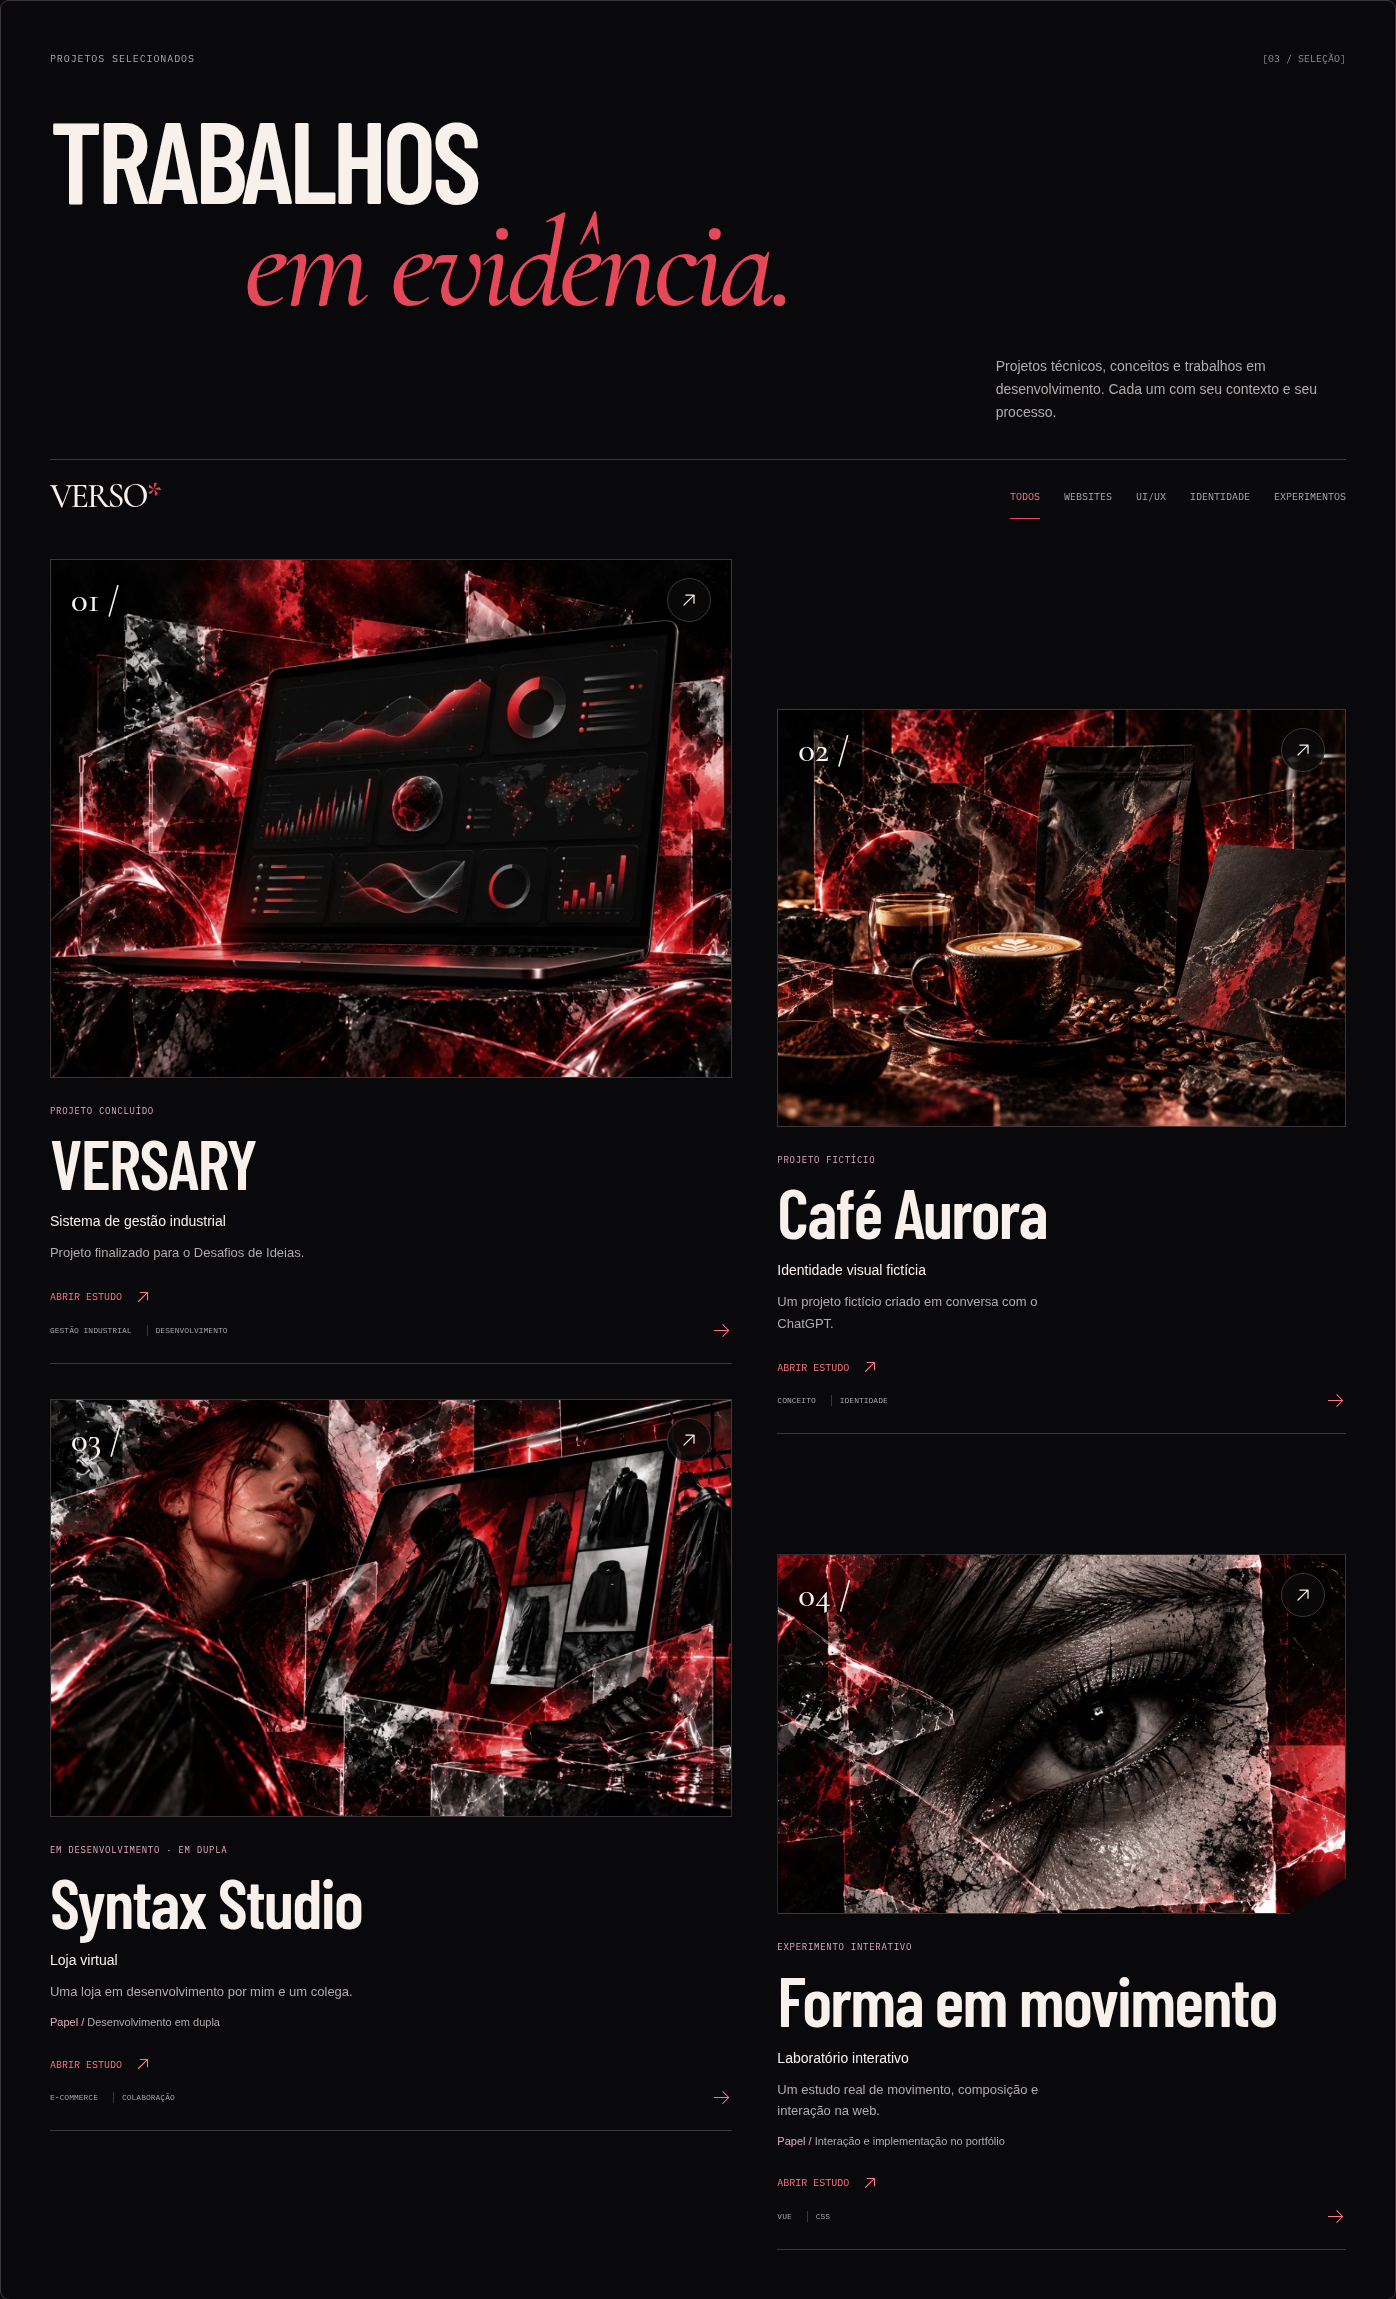 PROJETOS SELECIONADOS
[03 / SELEÇÃO]
TRABALHOS
em evidência.
Projetos técnicos, conceitos e trabalhos em
desenvolvimento. Cada um com seu contexto e seu
processo.
VERSO*
TODOS WEBSITES UI/UX IDENTIDADE EXPERIMENTOS
01 /
PROJETO CONCLUÍDO
VERSARY
Sistema de gestão industrial
Projeto finalizado para o Desafios de Ideias.
ABRIR ESTUDO
GESTÃO INDUSTRIAL | DESENVOLVIMENTO
02 /
PROJETO FICTÍCIO
Café Aurora
Identidade visual fictícia
Um projeto fictício criado em conversa com o
ChatGPT.
ABRIR ESTUDO
CONCEITO | IDENTIDADE
03 /
EM DESENVOLVIMENTO · EM DUPLA
Syntax Studio
Loja virtual
Uma loja em desenvolvimento por mim e um colega.
Papel / Desenvolvimento em dupla
ABRIR ESTUDO
E-COMMERCE | COLABORAÇÃO
04 /
EXPERIMENTO INTERATIVO
Forma em movimento
Laboratório interativo
Um estudo real de movimento, composição e
interação na web.
Papel / Interação e implementação no portfólio
ABRIR ESTUDO
VUE | CSS